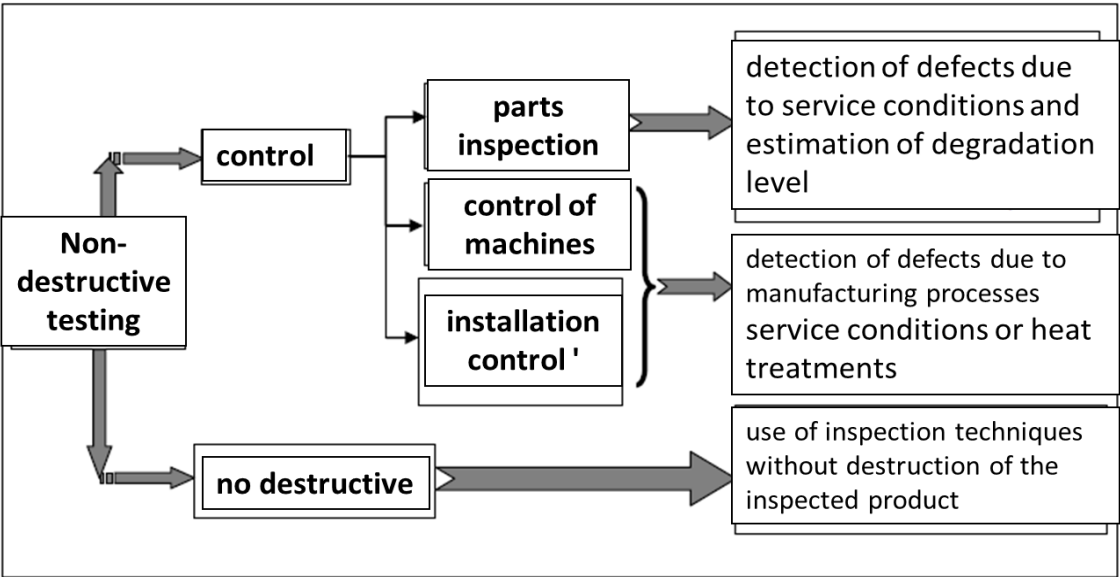 Non-
destructive
testing
control
parts
inspection
control of
machines
installation
control '
no destructive
detection of defects due
to service conditions and
estimation of degradation
level
detection of defects due to
manufacturing processes
service conditions or heat
treatments
use of inspection techniques
without destruction of the
inspected product